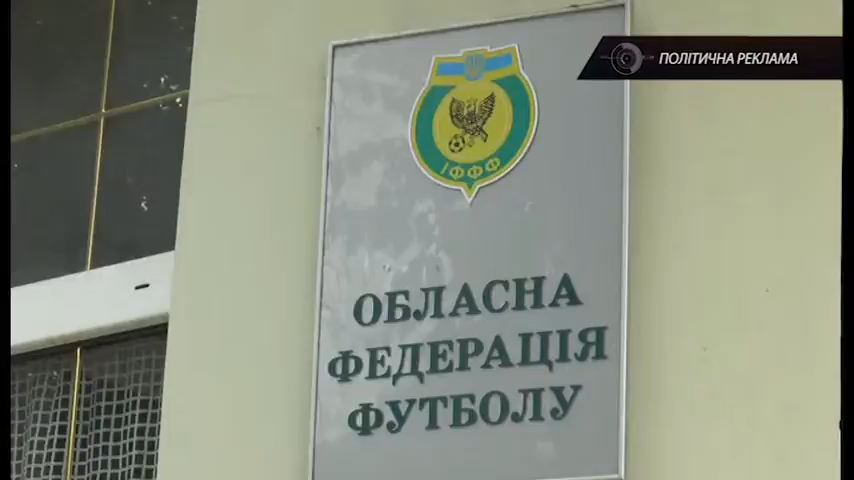 ПОЛІТИЧНА РЕКЛАМА
ІФФФ
ОБЛАСНА
ФЕДЕРАЦІЯ
ФУТБОЛУ